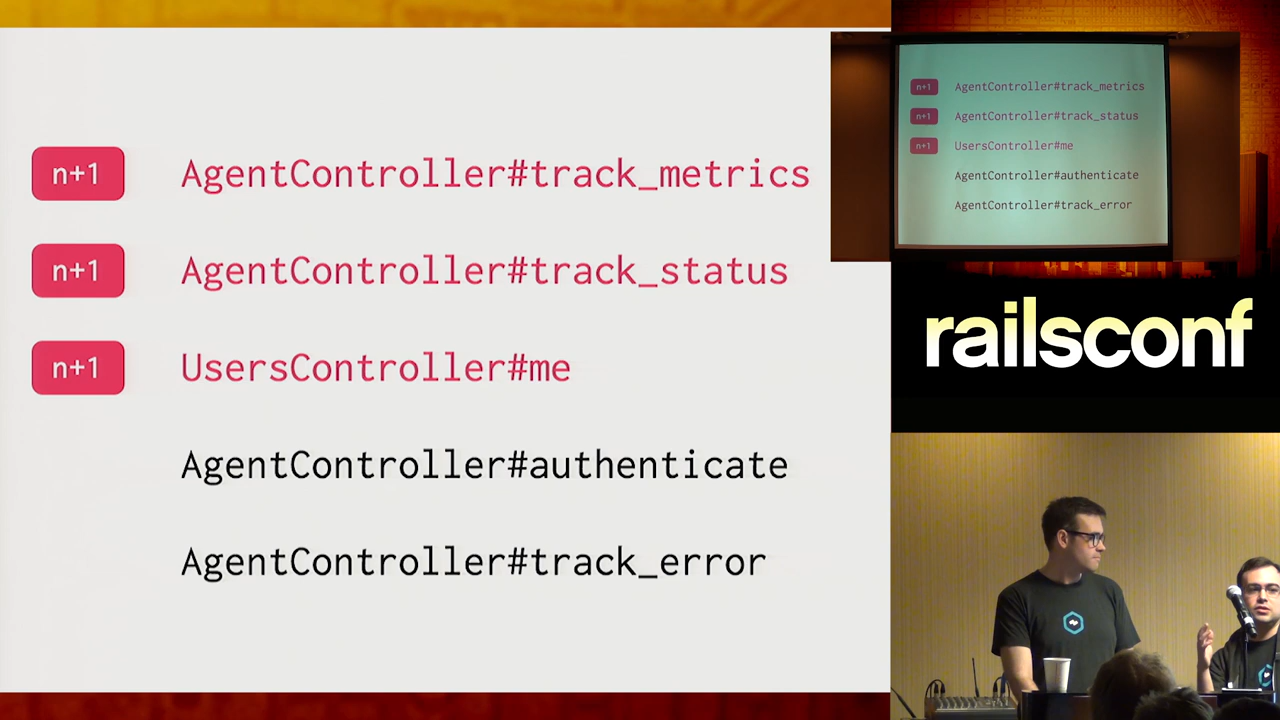 n+1 AgentController#track_metrics
n+1 AgentController#track_status
n+1 UsersController#me
AgentController#authenticate
AgentController#track_error
n+1 AgentController#track_metrics
n+1 AgentController#track_status
n+1 UsersController#me
AgentController#authenticate
AgentController#track_error
railsconf